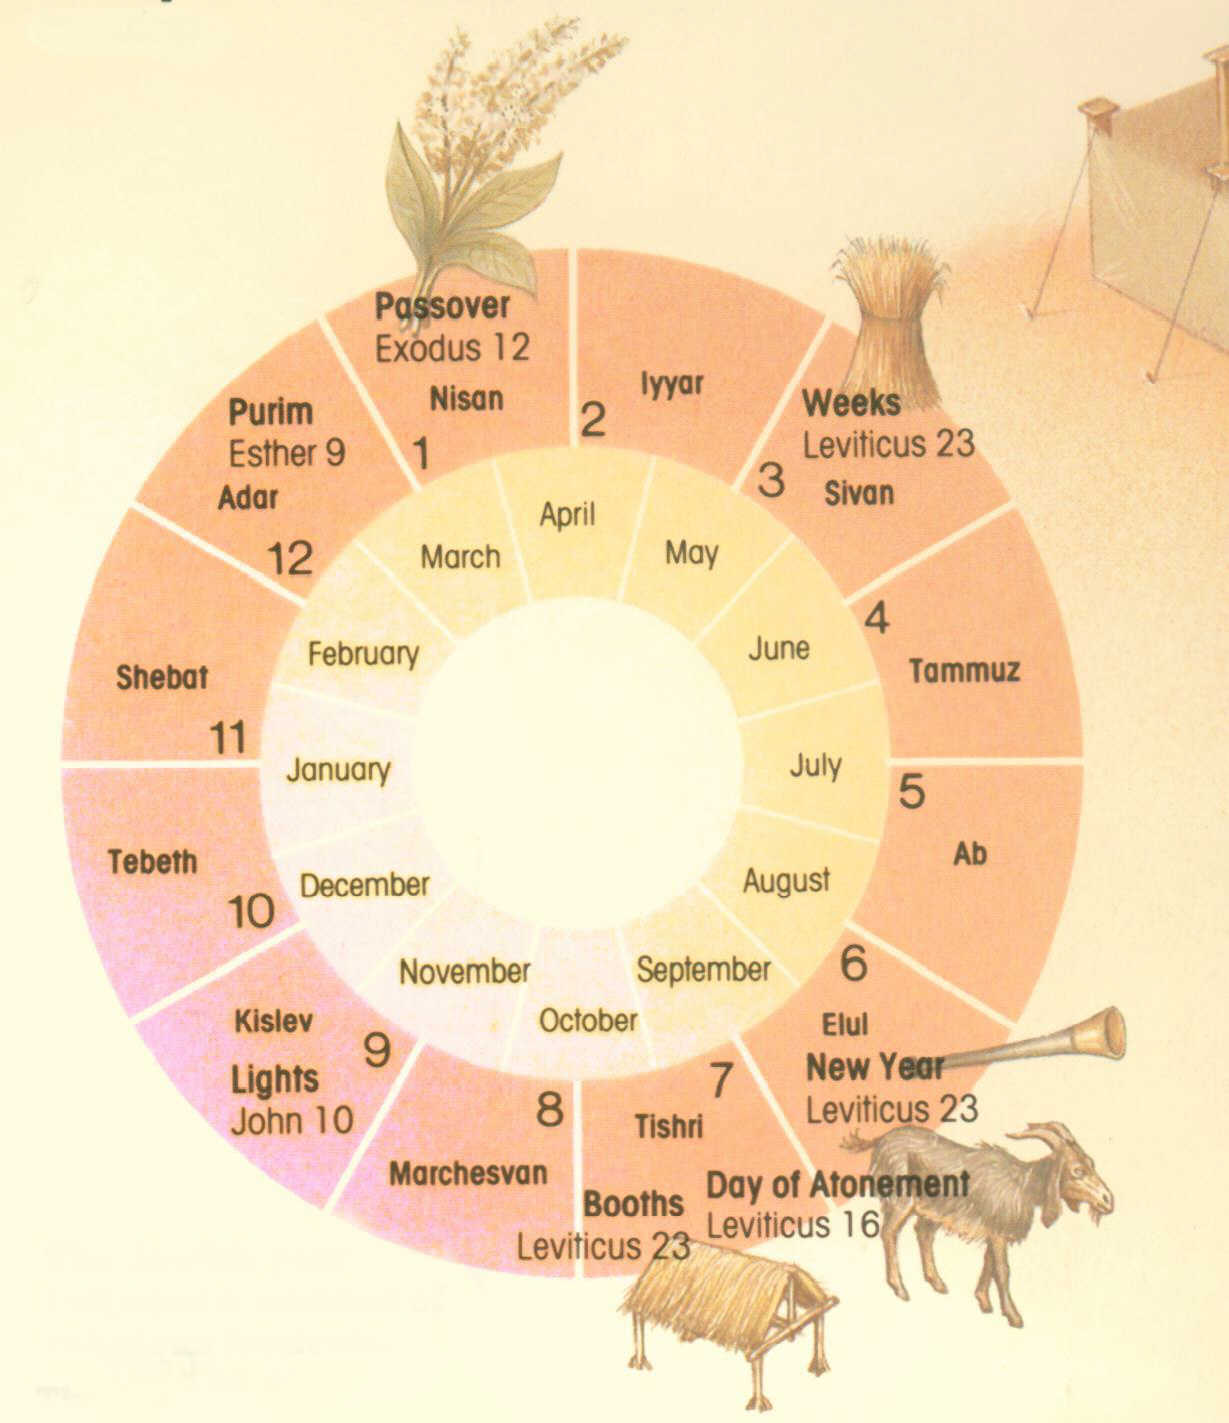 Passover
Exodus 12
Nisan
1
2
Iyyar
Weeks
Leviticus 23
3
Sivan
4
Tammuz
5
Ab
6
Elul
New Year
Leviticus 23
7
Tishri
Day of Atonement
Leviticus 16
Booths
Leviticus 23
8
Marchesvan
9
Kislev
Lights
John 10
10
Tebeth
11
Shebat
Purim
Esther 9
Adar
12
March
April
May
June
July
August
September
October
November
December
January
February